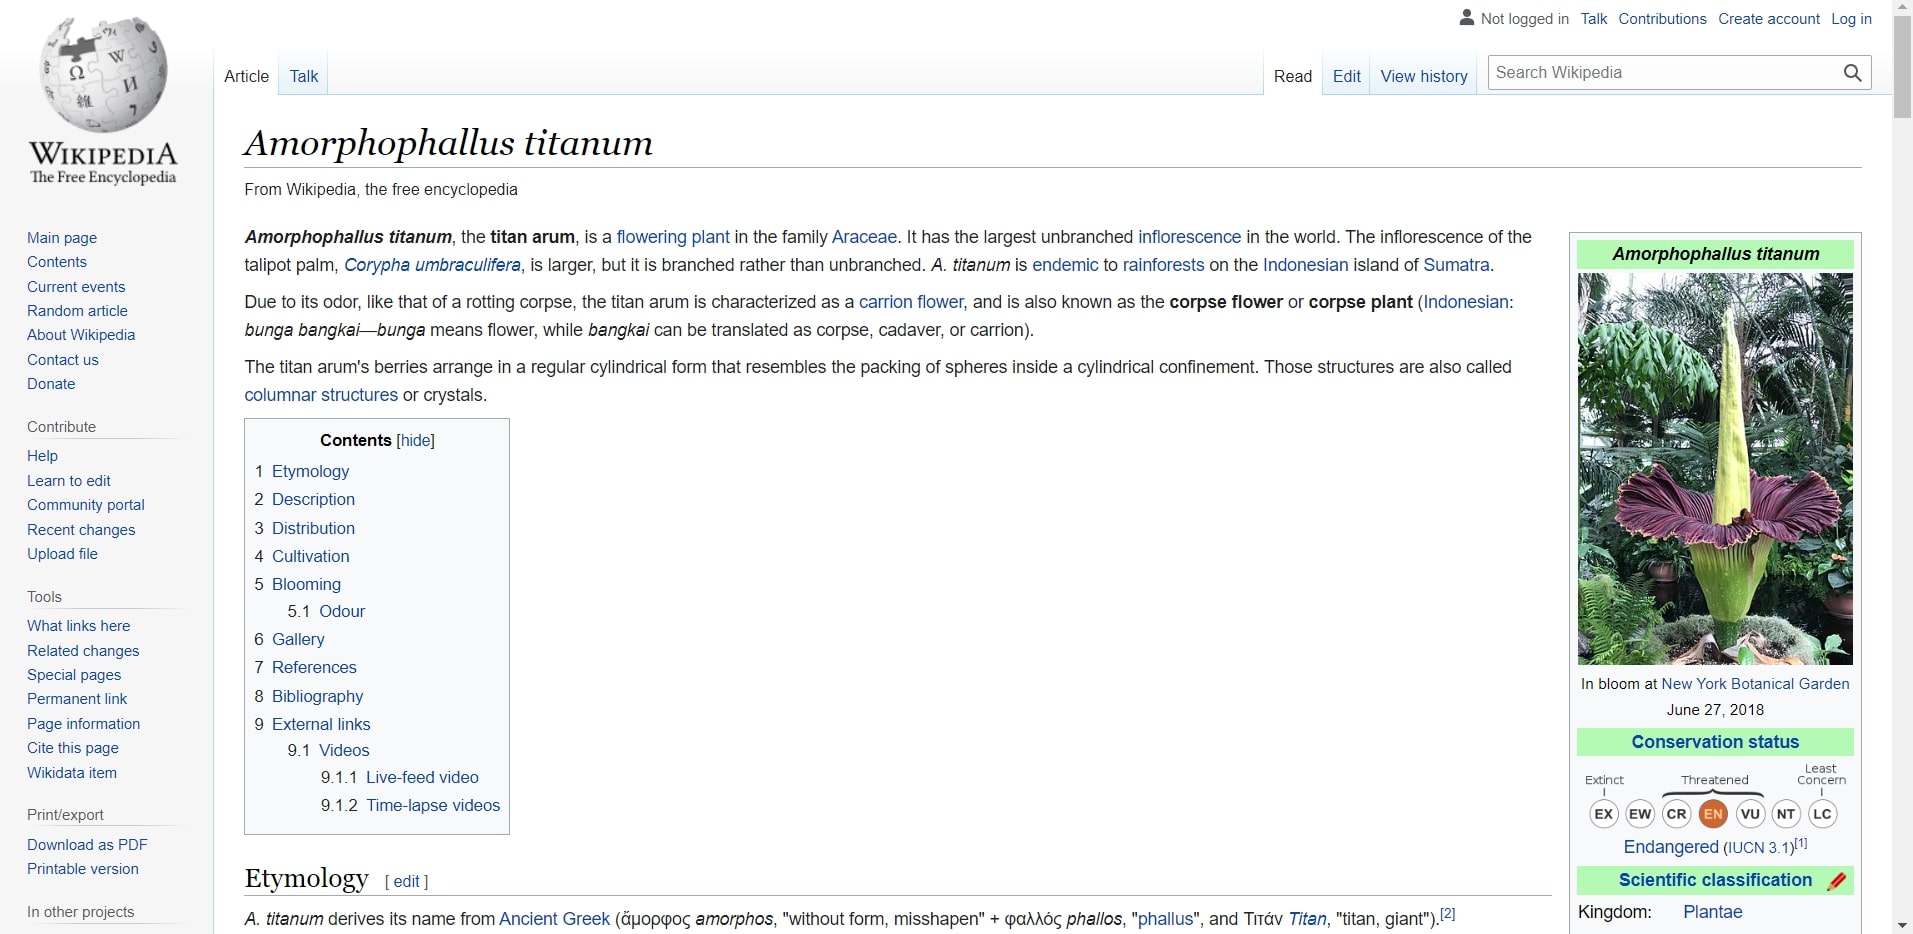 Not logged in Talk Contributions Create account Log in
Article Talk
Read Edit View history
Search Wikipedia
WIKIPEDIA
The Free Encyclopedia
Main page
Contents
Current events
Random article
About Wikipedia
Contact us
Donate
Contribute
Help
Learn to edit
Community portal
Recent changes
Upload file
Tools
What links here
Related changes
Special pages
Permanent link
Page information
Cite this page
Wikidata item
Print/export
Download as PDF
Printable version
In other projects
Amorphophallus titanum
From Wikipedia, the free encyclopedia
Amorphophallus titanum, the titan arum, is a flowering plant in the family Araceae. It has the largest unbranched inflorescence in the world. The inflorescence of the
talipot palm, Corypha umbraculifera, is larger, but it is branched rather than unbranched. A. titanum is endemic to rainforests on the Indonesian island of Sumatra.
Due to its odor, like that of a rotting corpse, the titan arum is characterized as a carrion flower, and is also known as the corpse flower or corpse plant (Indonesian:
bunga bangkai—bunga means flower, while bangkai can be translated as corpse, cadaver, or carrion).
The titan arum's berries arrange in a regular cylindrical form that resembles the packing of spheres inside a cylindrical confinement. Those structures are also called
columnar structures or crystals.
Contents [hide]
1 Etymology
2 Description
3 Distribution
4 Cultivation
5 Blooming
5.1 Odour
6 Gallery
7 References
8 Bibliography
9 External links
9.1 Videos
9.1.1 Live-feed video
9.1.2 Time-lapse videos
Etymology [ edit ]
A. titanum derives its name from Ancient Greek (ἄμορφος amorphos, "without form, misshapen" + φαλλός phallos, "phallus", and Τιτάν Titan, "titan, giant").[2]
Amorphophallus titanum
In bloom at New York Botanical Garden
June 27, 2018
Conservation status
Extinct Threatened Least
Concern
EX EW CR EN VU NT LC
Endangered (IUCN 3.1)[1]
Scientific classification
Kingdom: Plantae